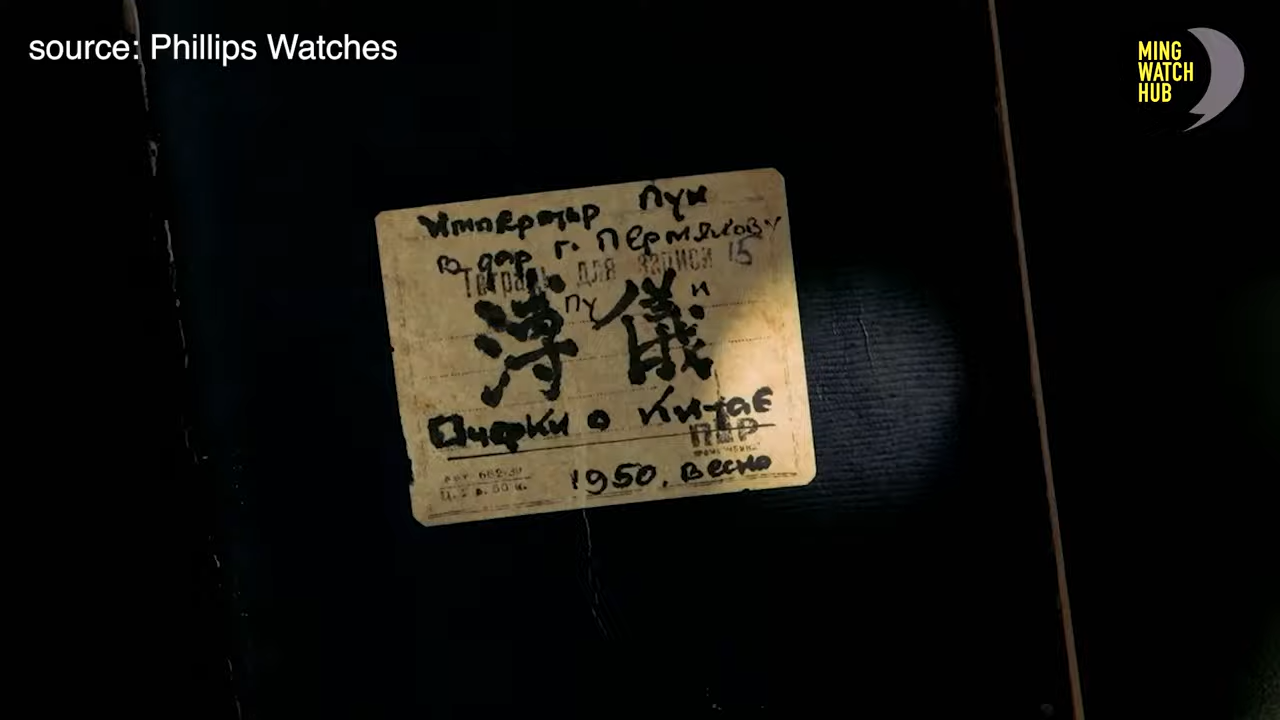 source: Phillips Watches
MING
WATCH
HUB
Император Пуи
в дар г. Пермякову
Тетрадь для записи 15
Пу и
溥儀
Очерки о Китае
1950. Весна